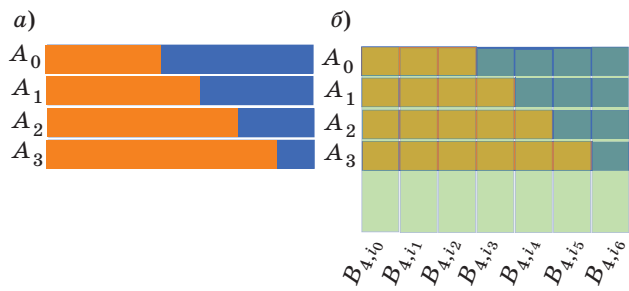 а)
A₀
A₁
A₂
A₃
б)
A₀
A₁
A₂
A₃
B₄,ᵢ₀
B₄,ᵢ₁
B₄,ᵢ₂
B₄,ᵢ₃
B₄,ᵢ₄
B₄,ᵢ₅
B₄,ᵢ₆